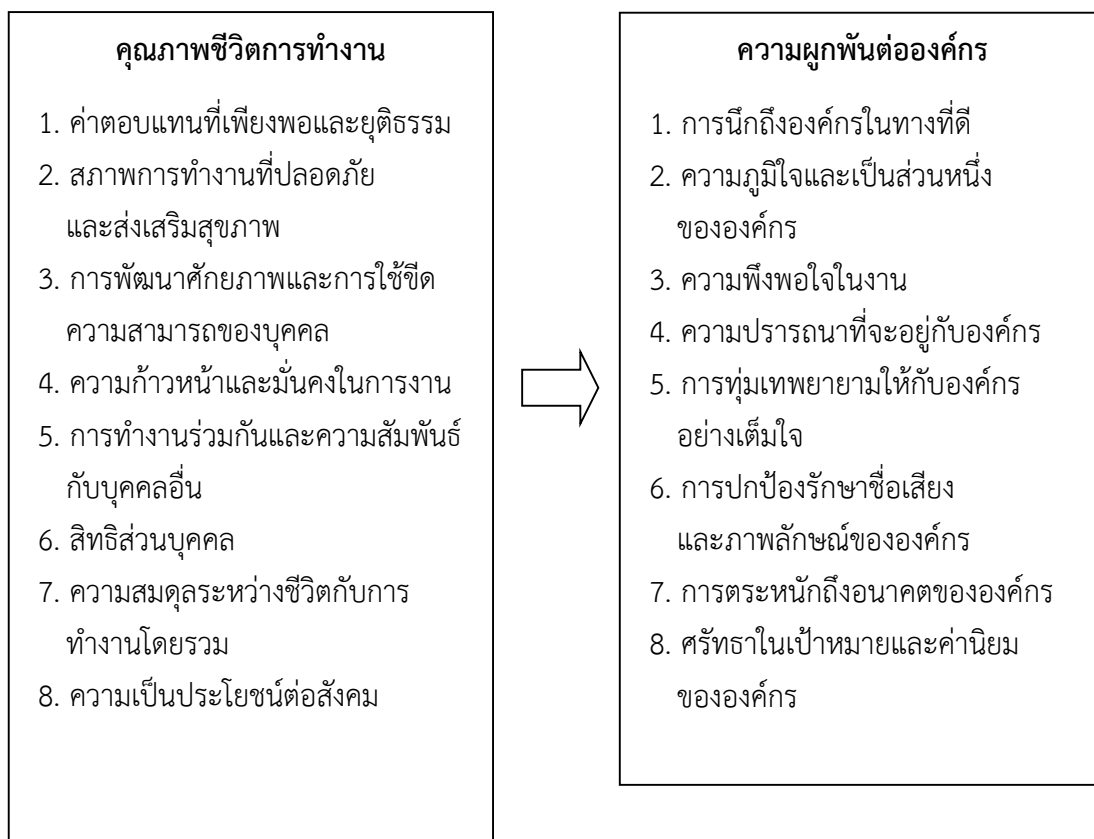 คุณภาพชีวิตการทำงาน
1. ค่าตอบแทนที่เพียงพอและยุติธรรม
2. สภาพการทำงานที่ปลอดภัย
และส่งเสริมสุขภาพ
3. การพัฒนาศักยภาพและการใช้ขีด
ความสามารถของบุคคล
4. ความก้าวหน้าและมั่นคงในการงาน
5. การทำงานร่วมกันและความสัมพันธ์
กับบุคคลอื่น
6. สิทธิส่วนบุคคล
7. ความสมดุลระหว่างชีวิตกับการ
ทำงานโดยรวม
8. ความเป็นประโยชน์ต่อสังคม
ความผูกพันต่อองค์กร
1. การนึกถึงองค์กรในทางที่ดี
2. ความภูมิใจและเป็นส่วนหนึ่ง
ขององค์กร
3. ความพึงพอใจในงาน
4. ความปรารถนาที่จะอยู่กับองค์กร
5. การทุ่มเทพยายามให้กับองค์กร
อย่างเต็มใจ
6. การปกป้องรักษาชื่อเสียง
และภาพลักษณ์ขององค์กร
7. การตระหนักถึงอนาคตขององค์กร
8. ศรัทธาในเป้าหมายและค่านิยม
ขององค์กร